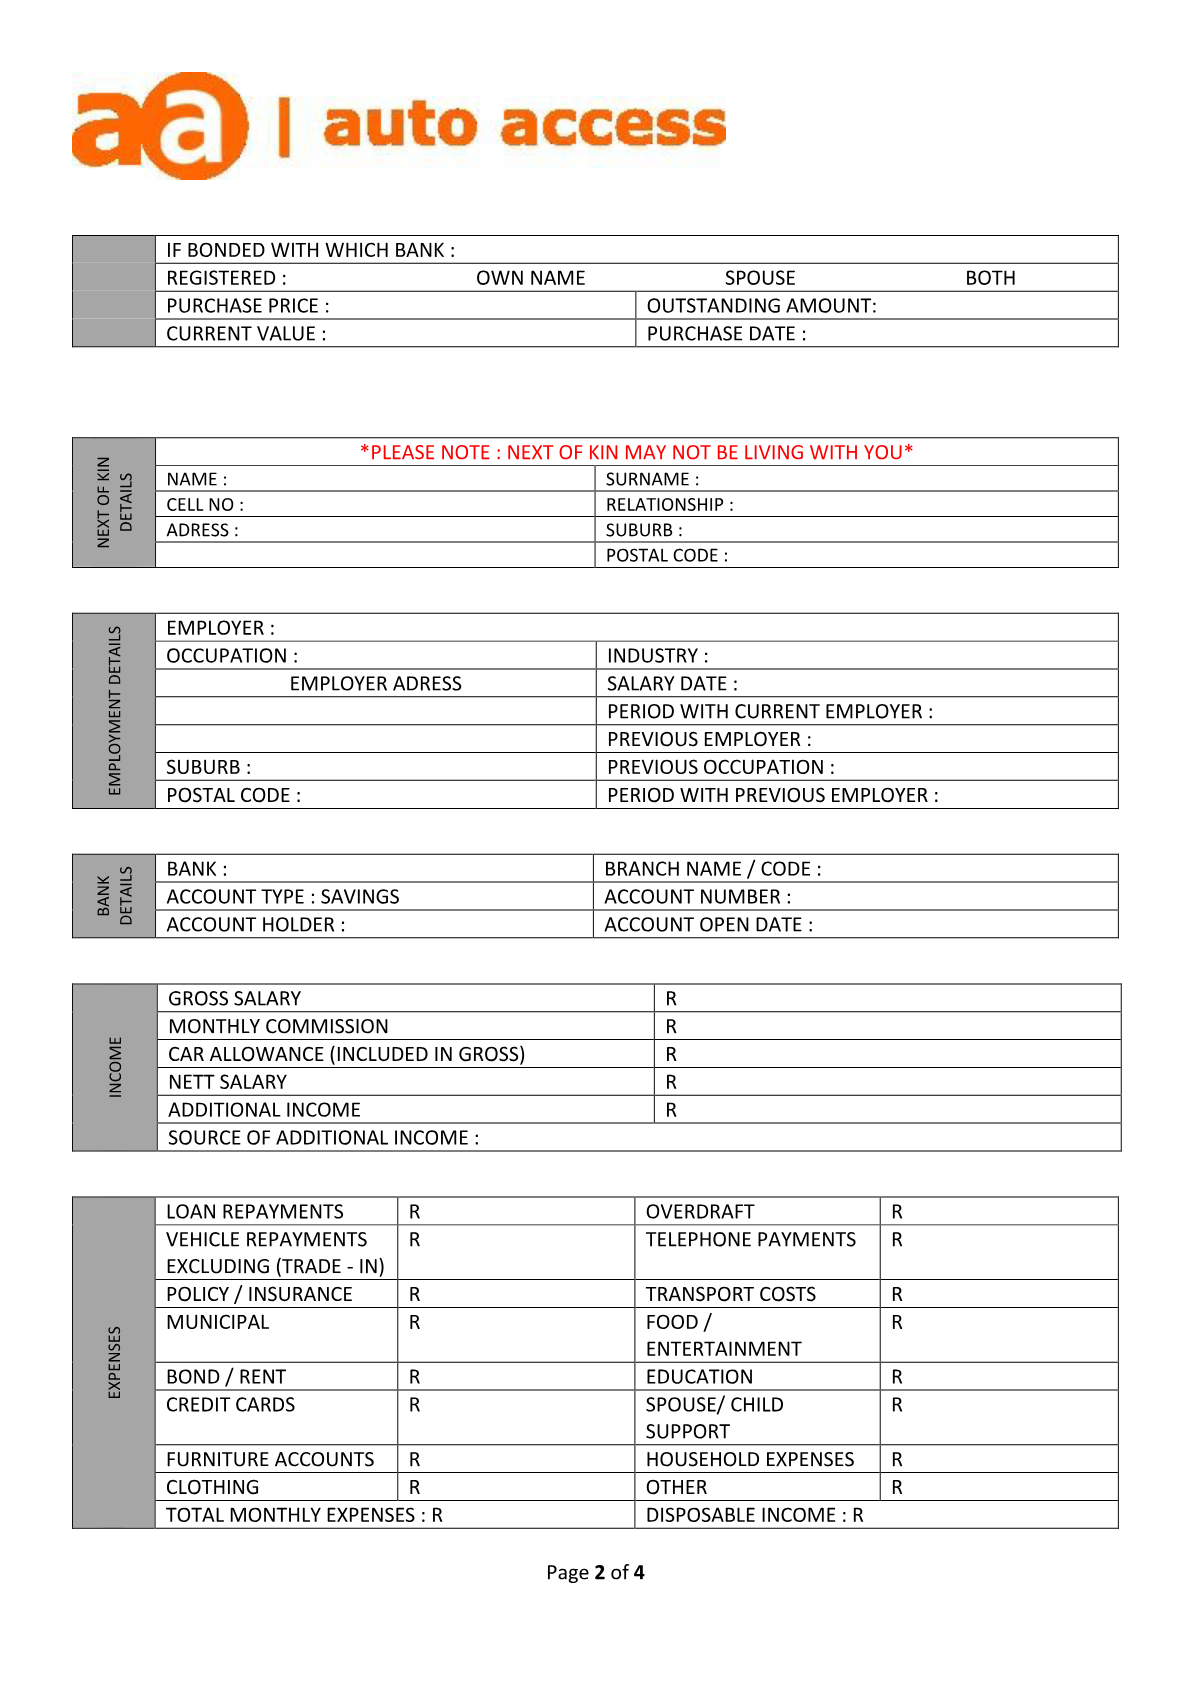 aa | auto access
IF BONDED WITH WHICH BANK :
REGISTERED : OWN NAME SPOUSE BOTH
PURCHASE PRICE : OUTSTANDING AMOUNT:
CURRENT VALUE : PURCHASE DATE :
NEXT OF KIN
DETAILS
*PLEASE NOTE : NEXT OF KIN MAY NOT BE LIVING WITH YOU*
NAME : SURNAME :
CELL NO : RELATIONSHIP :
ADRESS : SUBURB :
POSTAL CODE :
EMPLOYMENT DETAILS
EMPLOYER :
OCCUPATION : INDUSTRY :
EMPLOYER ADRESS SALARY DATE :
PERIOD WITH CURRENT EMPLOYER :
PREVIOUS EMPLOYER :
SUBURB : PREVIOUS OCCUPATION :
POSTAL CODE : PERIOD WITH PREVIOUS EMPLOYER :
BANK
DETAILS
BANK : BRANCH NAME / CODE :
ACCOUNT TYPE : SAVINGS ACCOUNT NUMBER :
ACCOUNT HOLDER : ACCOUNT OPEN DATE :
INCOME
GROSS SALARY R
MONTHLY COMMISSION R
CAR ALLOWANCE (INCLUDED IN GROSS) R
NETT SALARY R
ADDITIONAL INCOME R
SOURCE OF ADDITIONAL INCOME :
EXPENSES
LOAN REPAYMENTS R OVERDRAFT R
VEHICLE REPAYMENTS R TELEPHONE PAYMENTS R
EXCLUDING (TRADE - IN)
POLICY / INSURANCE R TRANSPORT COSTS R
MUNICIPAL R FOOD / R
ENTERTAINMENT
BOND / RENT R EDUCATION R
CREDIT CARDS R SPOUSE/ CHILD R
SUPPORT
FURNITURE ACCOUNTS R HOUSEHOLD EXPENSES R
CLOTHING R OTHER R
TOTAL MONTHLY EXPENSES : R DISPOSABLE INCOME : R
Page 2 of 4